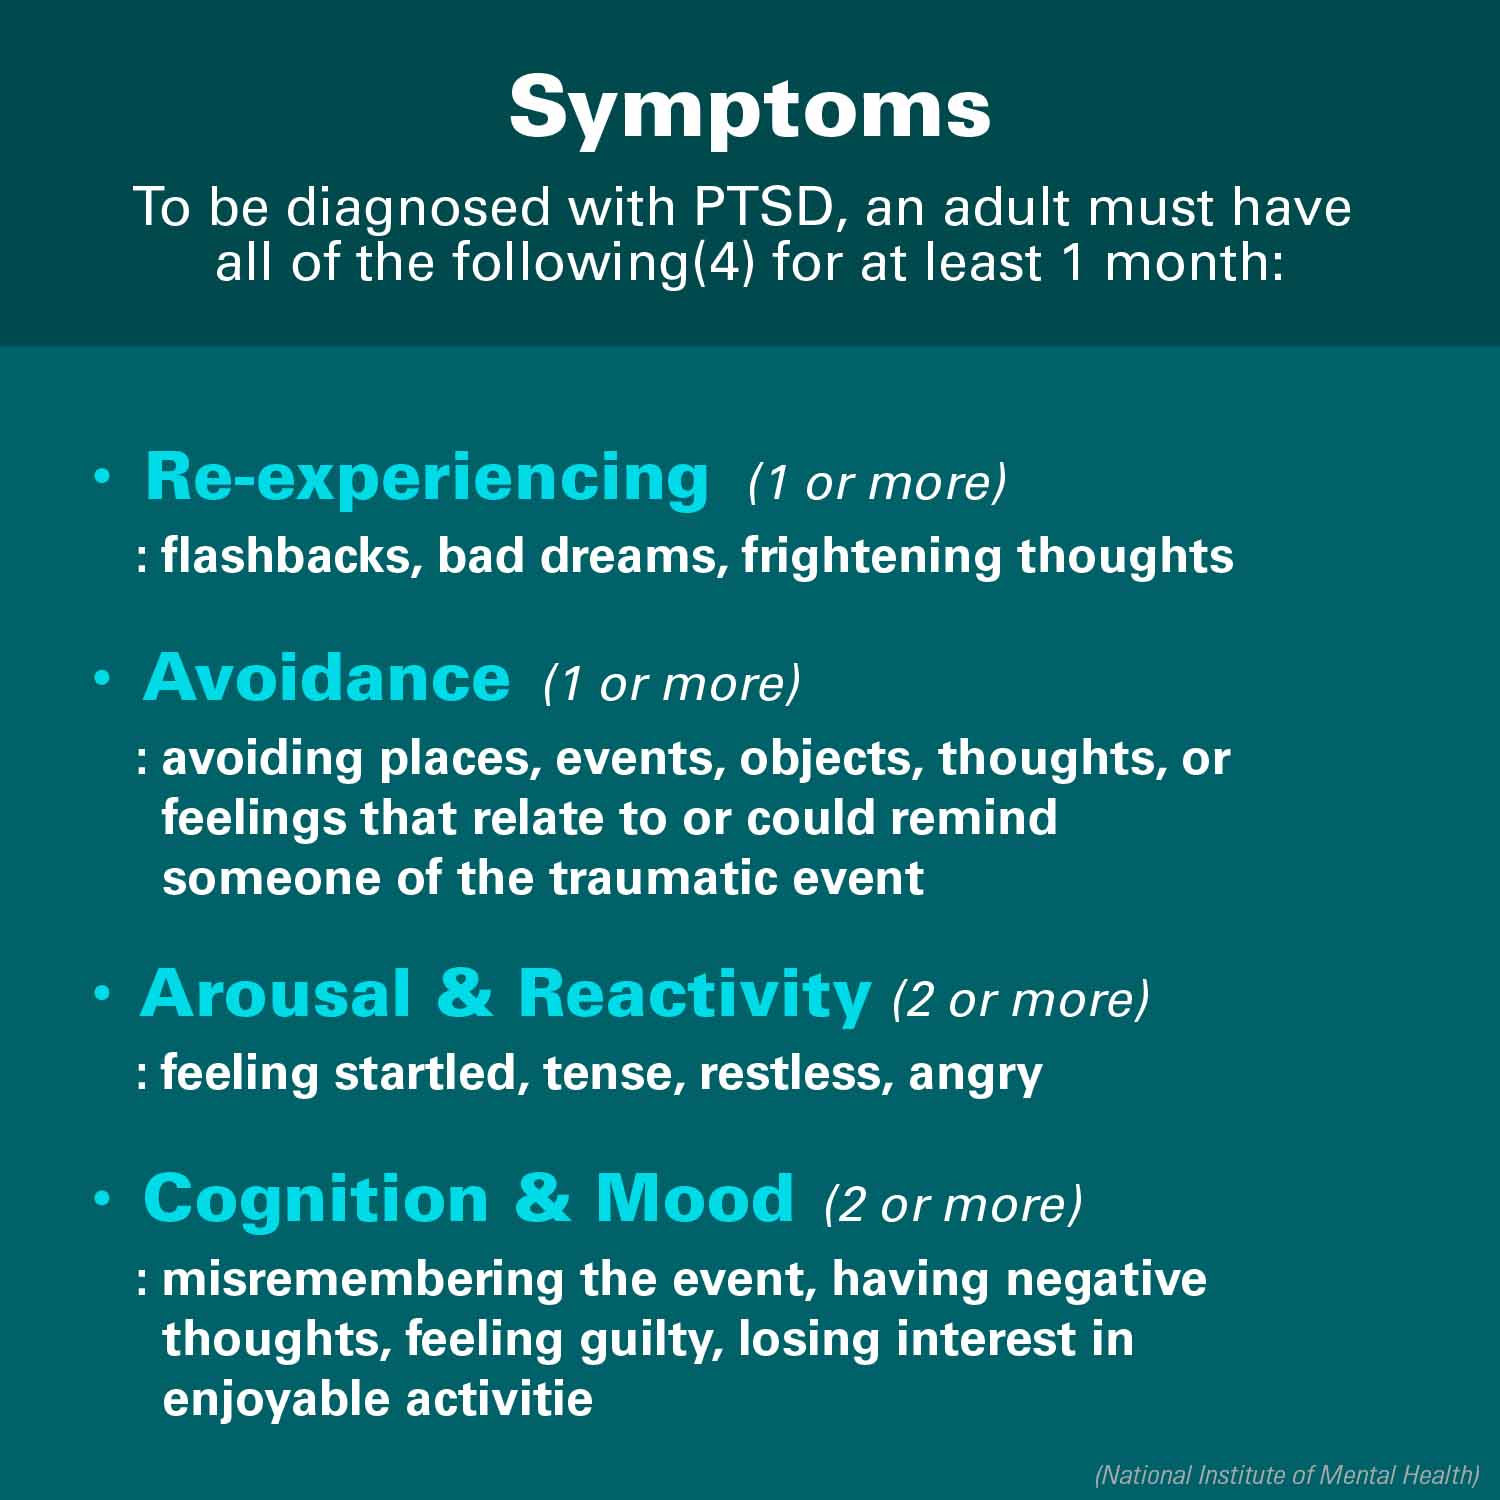 Symptoms
To be diagnosed with PTSD, an adult must have
all of the following(4) for at least 1 month:
• Re-experiencing (1 or more)
: flashbacks, bad dreams, frightening thoughts
• Avoidance (1 or more)
: avoiding places, events, objects, thoughts, or
feelings that relate to or could remind
someone of the traumatic event
• Arousal & Reactivity (2 or more)
: feeling startled, tense, restless, angry
• Cognition & Mood (2 or more)
: misremembering the event, having negative
thoughts, feeling guilty, losing interest in
enjoyable activitie
(National Institute of Mental Health)